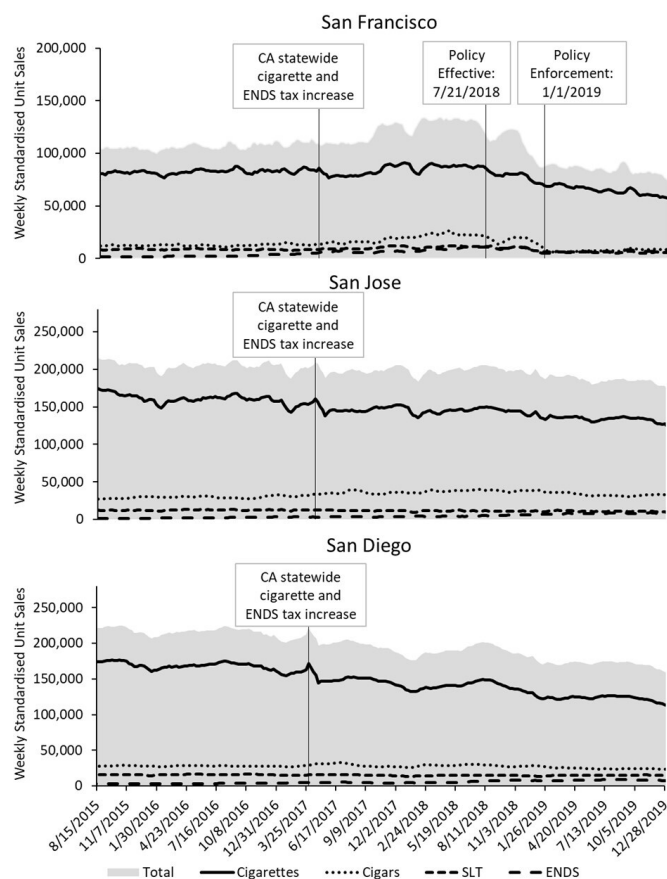 San Francisco
Weekly Standardised Unit Sales
200,000
150,000
100,000
50,000
0
CA statewide
cigarette and
ENDS tax increase
Policy
Effective:
7/21/2018
Policy
Enforcement:
1/1/2019
San Jose
Weekly Standardised Unit Sales
250,000
200,000
150,000
100,000
50,000
0
CA statewide
cigarette and
ENDS tax increase
San Diego
Weekly Standardised Unit Sales
250,000
200,000
150,000
100,000
50,000
0
CA statewide
cigarette and
ENDS tax increase
8/15/2015
11/7/2015
1/30/2016
4/23/2016
7/16/2016
10/8/2016
12/31/2016
3/25/2017
6/17/2017
9/9/2017
12/2/2017
2/24/2018
5/19/2018
8/11/2018
11/3/2018
1/26/2019
4/20/2019
7/13/2019
10/5/2019
12/28/2019
Total Cigarettes Cigars SLT ENDS